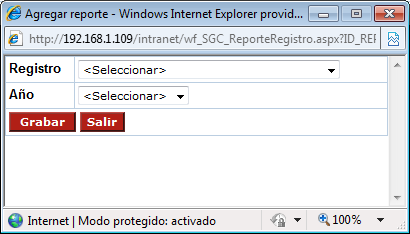 Agregar reporte - Windows Internet Explorer provid...
http://192.168.1.109/intranet/wf_SGC_ReporteRegistro.aspx?ID_REF
Registro <Seleccionar>
Año <Seleccionar>
Grabar Salir
Internet | Modo protegido: activado 100%